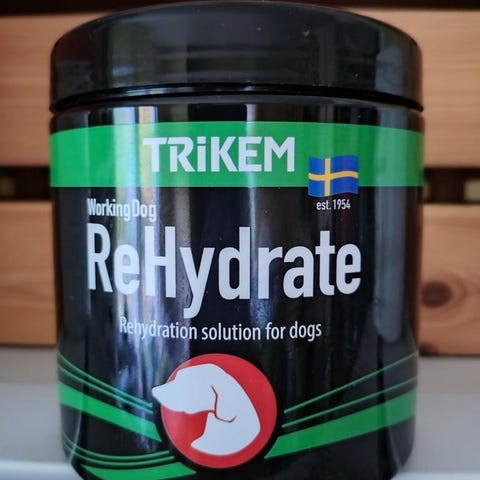 TRiKEM
est. 1954
WorkingDog
ReHydrate
Rehydration solution for dogs